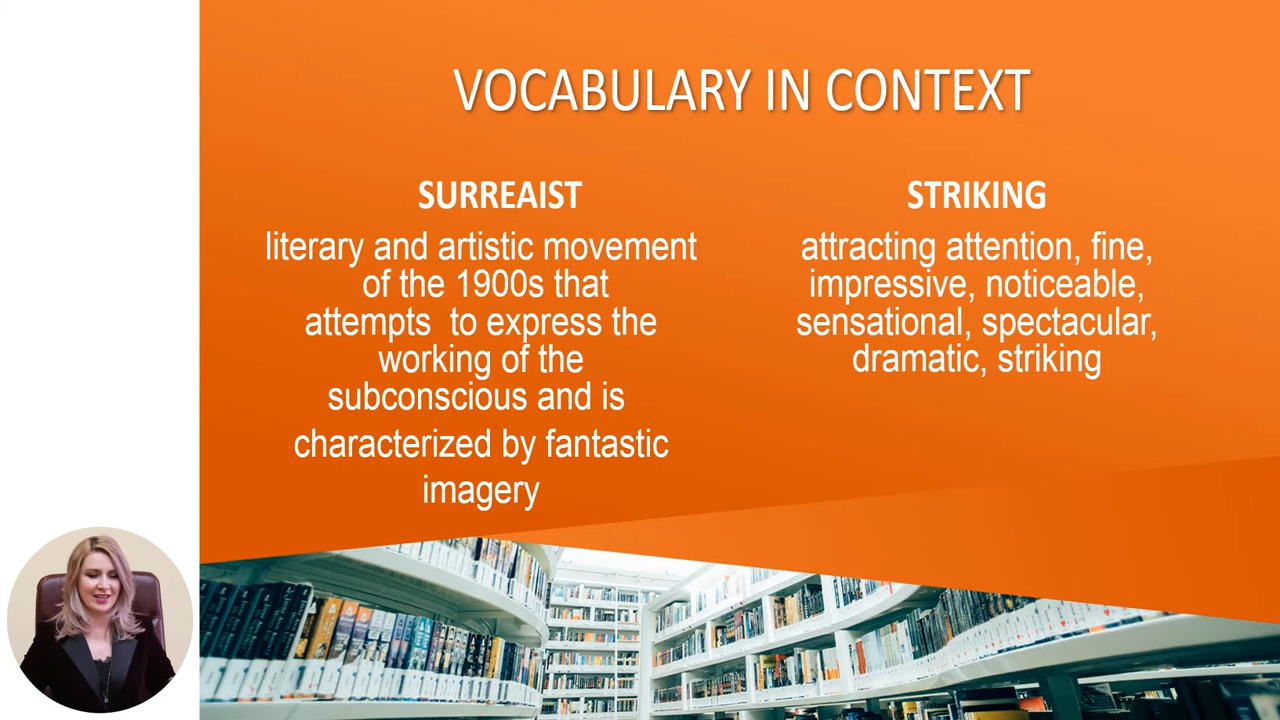 VOCABULARY IN CONTEXT
SURREAIST
literary and artistic movement
of the 1900s that
attempts  to express the
working of the
subconscious and is
characterized by fantastic
imagery
STRIKING
attracting attention, fine,
impressive, noticeable,
sensational, spectacular,
dramatic, striking